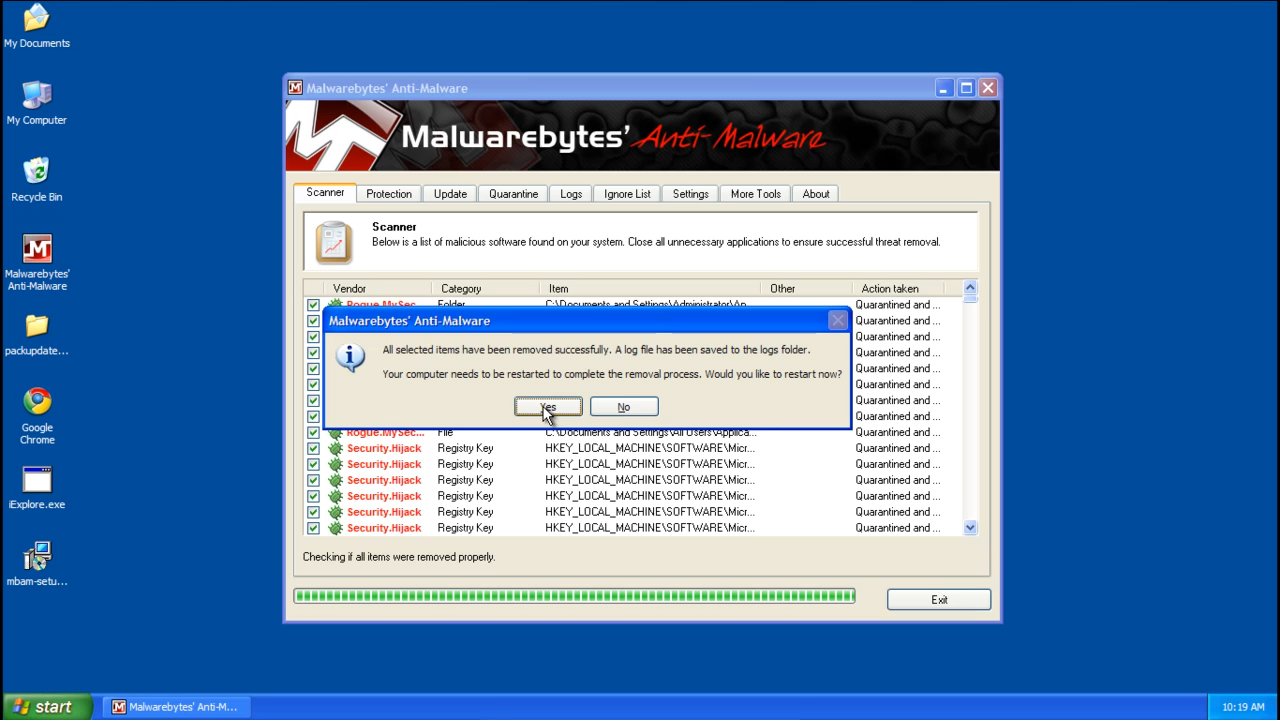 My Documents
My Computer
Recycle Bin
Malwarebytes'
Anti-Malware
packupdate...
Google
Chrome
iExplore.exe
mbam-setu...
Malwarebytes' Anti-Malware
Malwarebytes' Anti-Malware
Scanner Protection Update Quarantine Logs Ignore List Settings More Tools About
Scanner
Below is a list of malicious software found on your system. Close all unnecessary applications to ensure successful threat removal.
Vendor Category Item Other Action taken
Rogue.MySec... Folder C:\Documents and Settings\Administrator\Ap... Quarantined and ...
Quarantined and ...
Quarantined and ...
Quarantined and ...
Quarantined and ...
Quarantined and ...
Quarantined and ...
Quarantined and ...
Malwarebytes' Anti-Malware
All selected items have been removed successfully. A log file has been saved to the logs folder.
Your computer needs to be restarted to complete the removal process. Would you like to restart now?
Yes No
Rogue.MySec... File C:\Documents and Settings\All Users\Applica... Quarantined and ...
Security.Hijack Registry Key HKEY_LOCAL_MACHINE\SOFTWARE\Micr... Quarantined and ...
Security.Hijack Registry Key HKEY_LOCAL_MACHINE\SOFTWARE\Micr... Quarantined and ...
Security.Hijack Registry Key HKEY_LOCAL_MACHINE\SOFTWARE\Micr... Quarantined and ...
Security.Hijack Registry Key HKEY_LOCAL_MACHINE\SOFTWARE\Micr... Quarantined and ...
Security.Hijack Registry Key HKEY_LOCAL_MACHINE\SOFTWARE\Micr... Quarantined and ...
Security.Hijack Registry Key HKEY_LOCAL_MACHINE\SOFTWARE\Micr... Quarantined and ...
Checking if all items were removed properly.
Exit
start Malwarebytes' Anti-M... 10:19 AM